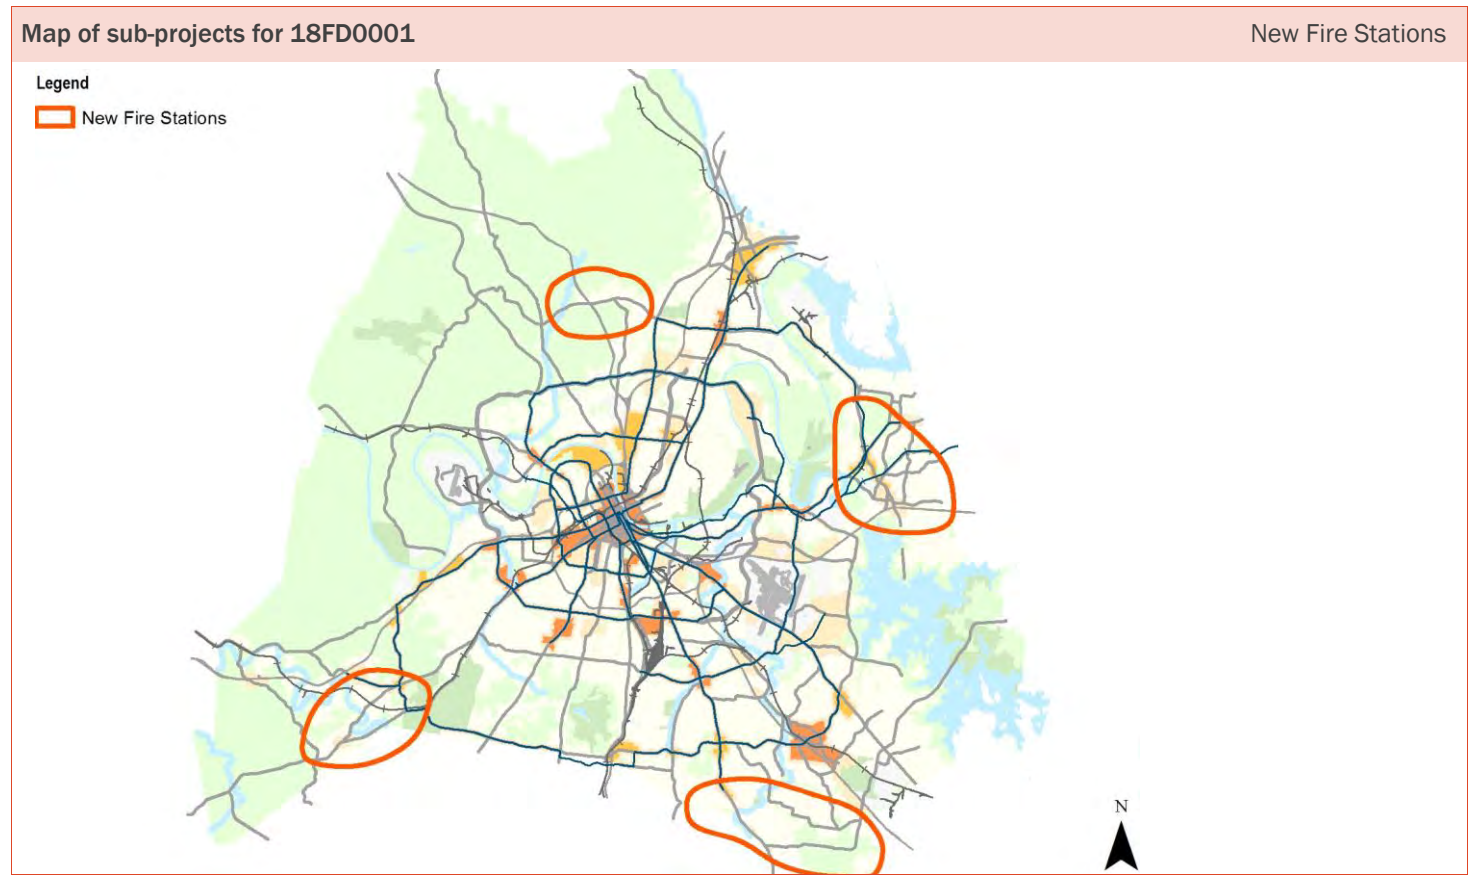 Map of sub-projects for 18FD0001 New Fire Stations
Legend
New Fire Stations
N